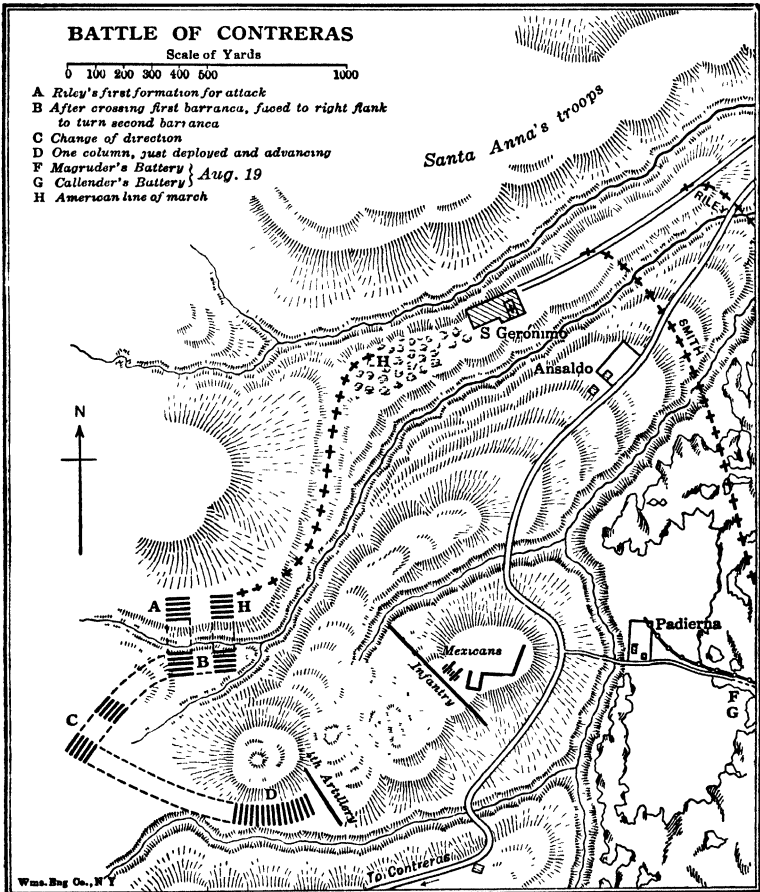 BATTLE OF CONTRERAS
Scale of Yards
0 100 200 300 400 500 1000
A Riley's first formation for attack
B After crossing first barranca, faced to right flank
to turn second barranca
C Change of direction
D One column, just deployed and advancing
F Magruder's Battery } Aug. 19
G Callender's Battery }
H American line of march
Santa Anna's troops
RILEY
S Geronimo
SMITH
H
Ansaldo
N
A
H
B
Padierna
Mexicans
Infantry
F
G
C
D
4th Artillery
To Contreras
Wms. Eng Co., N Y